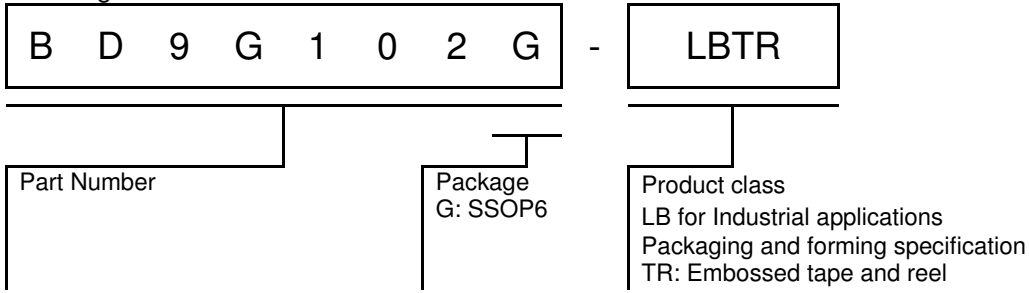 B D 9 G 1 0 2 G - LBTR
Part Number
Package
G: SSOP6
Product class
LB for Industrial applications
Packaging and forming specification
TR: Embossed tape and reel